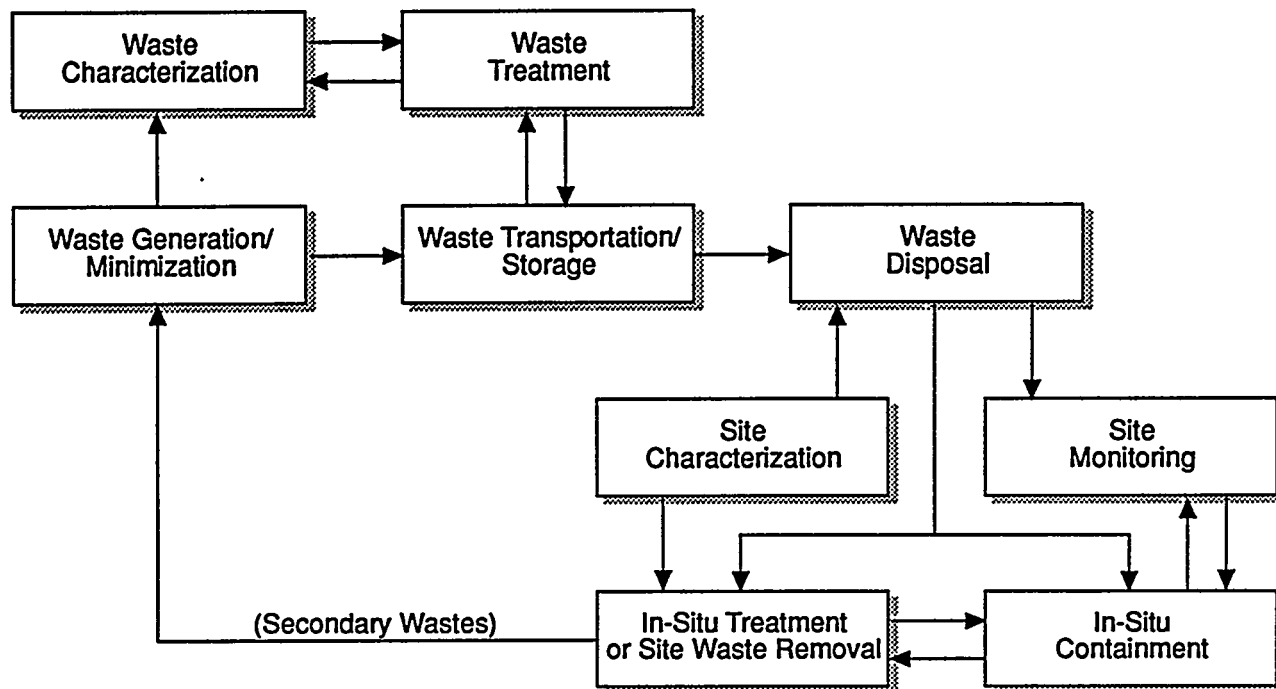 Waste
Characterization
Waste
Treatment
Waste Generation/
Minimization
Waste Transportation/
Storage
Waste
Disposal
Site
Characterization
Site
Monitoring
(Secondary Wastes)
In-Situ Treatment
or Site Waste Removal
In-Situ
Containment